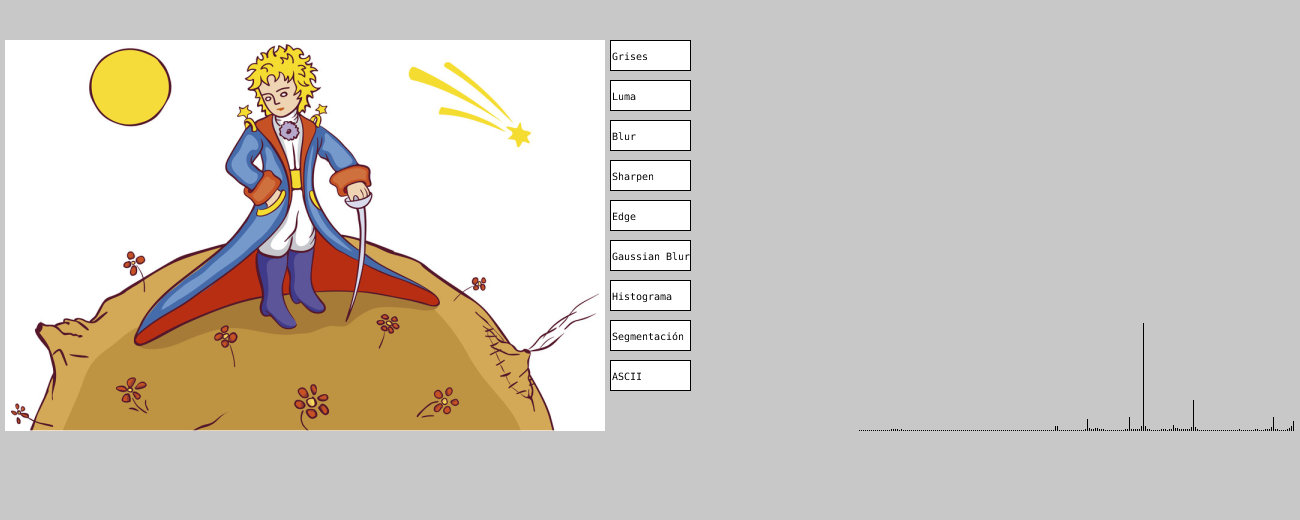 Grises
Luma
Blur
Sharpen
Edge
Gaussian Blur
Histograma
Segmentación
ASCII